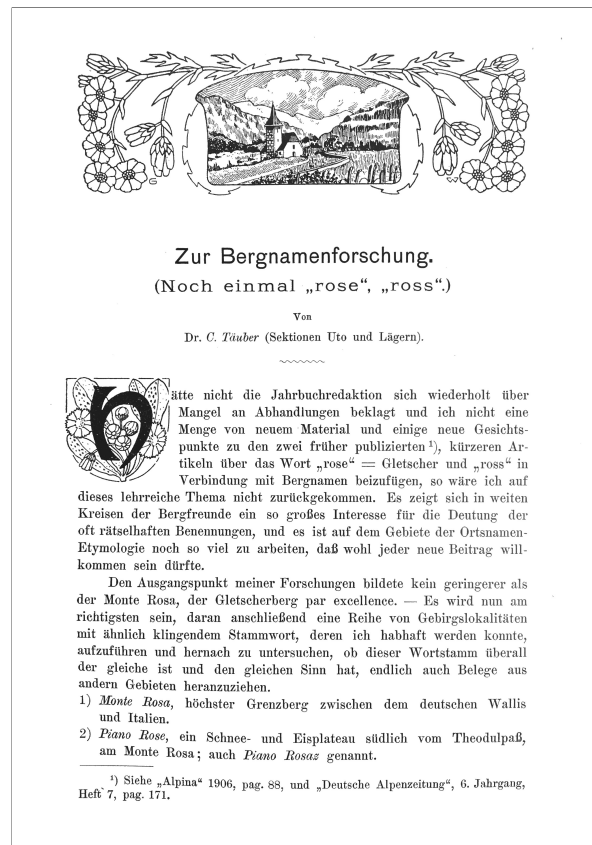 Zur Bergnamenforschung.
(Noch einmal „rose“, „ross“.)
Von
Dr. C. Täuber (Sektionen Uto und Lägern).
Hätte nicht die Jahrbuchredaktion sich wiederholt über
Mangel an Abhandlungen beklagt und ich nicht eine
Menge von neuem Material und einige neue Gesichts-
punkte zu den zwei früher publizierten ¹), kürzeren Ar-
tikeln über das Wort „rose“ = Gletscher und „ross“ in
Verbindung mit Bergnamen beizufügen, so wäre ich auf
dieses lehrreiche Thema nicht zurückgekommen. Es zeigt sich in weiten
Kreisen der Bergfreunde ein so großes Interesse für die Deutung der
oft rätselhaften Benennungen, und es ist auf dem Gebiete der Ortsnamen-
Etymologie noch so viel zu arbeiten, daß wohl jeder neue Beitrag will-
kommen sein dürfte.
Den Ausgangspunkt meiner Forschungen bildete kein geringerer als
der Monte Rosa, der Gletscherberg par excellence. — Es wird nun am
richtigsten sein, daran anschließend eine Reihe von Gebirgslokalitäten
mit ähnlich klingendem Stammwort, deren ich habhaft werden konnte,
aufzuführen und hernach zu untersuchen, ob dieser Wortstamm überall
der gleiche ist und den gleichen Sinn hat, endlich auch Belege aus
andern Gebieten heranzuziehen.
1) Monte Rosa, höchster Grenzberg zwischen dem deutschen Wallis
und Italien.
2) Piano Rose, ein Schnee- und Eisplateau südlich vom Theodulpaß,
am Monte Rosa; auch Piano Rosaz genannt.
¹) Siehe „Alpina“ 1906, pag. 88, und „Deutsche Alpenzeitung“, 6. Jahrgang,
Heft 7, pag. 171.